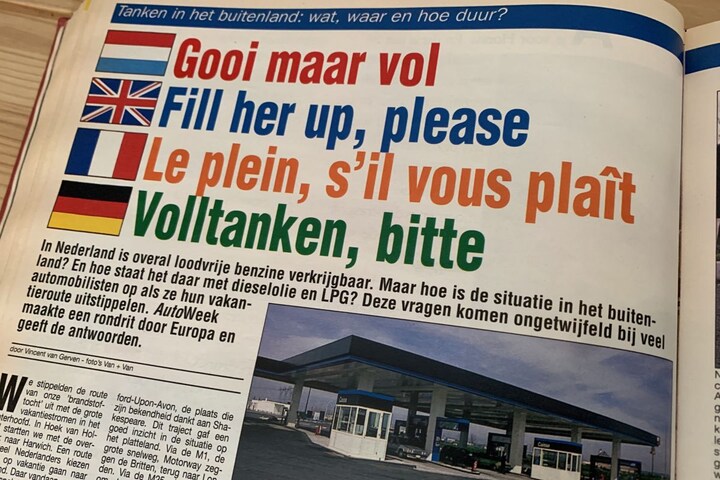 Tanken in het buitenland: wat, waar en hoe duur?
Gooi maar vol
Fill her up, please
Le plein, s'il vous plaît
Volltanken, bitte
In Nederland is overal loodvrije benzine verkrijgbaar. Maar hoe is de situatie in het buiten-
land? En hoe staat het daar met dieselolie en LPG? Deze vragen komen ongetwijfeld bij veel
automobilisten op als ze hun vakan-
tieroute uitstippelen. AutoWeek
maakte een rondrit door Europa en
geeft de antwoorden.
door Vincent van Gerven - foto's Van + Van
We stippelden de route
van onze 'brandstof-
tocht' uit met de grote
vakantiestromen in het
achterhoofd. In Hoek van Hol-
startten we met de over-
naar Harwich. Een route
veel Nederlanders kiezen
op vakantie gaan naar
ford-Upon-Avon, de plaats die
zijn bekendheid dankt aan Sha-
kespeare. Dit traject gaf een
goed inzicht in de situatie op
het platteland. Via de M1, de
grote snelweg, Motorway zeg-
gen de Britten, terug naar Lon-
den. Via de M25